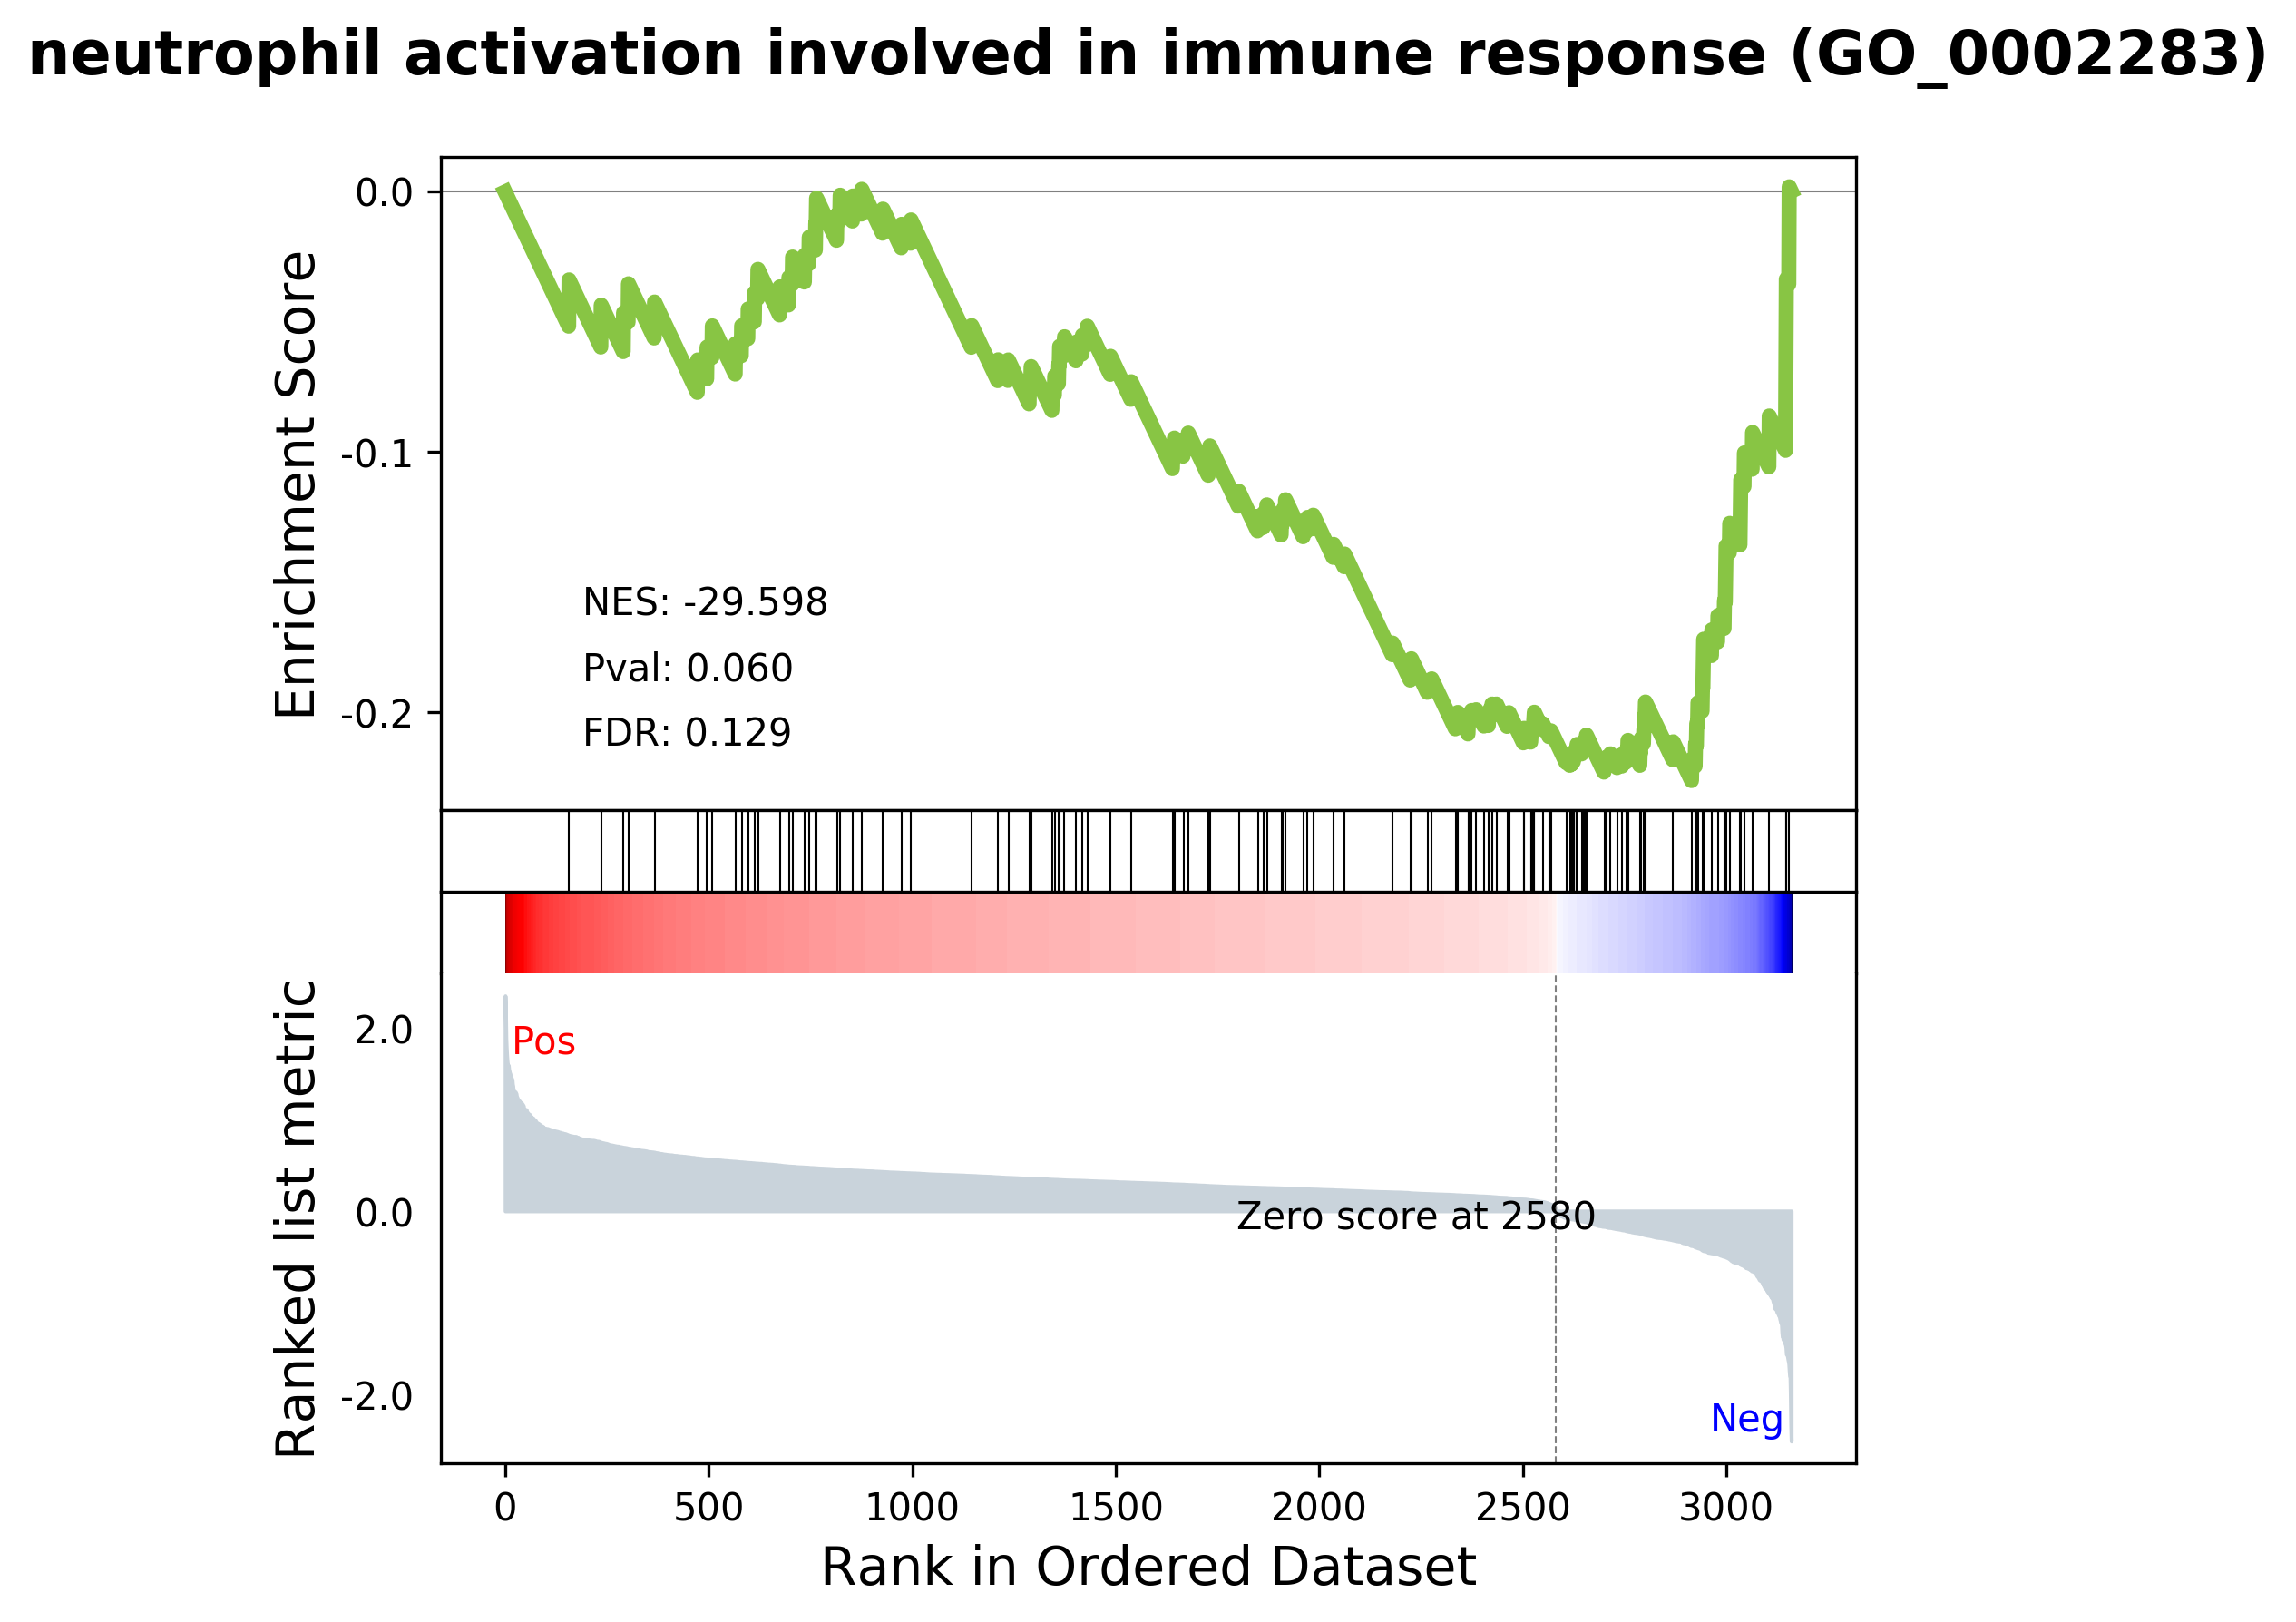 neutrophil activation involved in immune response (GO_0002283)
Enrichment Score
0.0
-0.1
-0.2
NES: -29.598
Pval: 0.060
FDR: 0.129
Ranked list metric
2.0
0.0
-2.0
Pos
Zero score at 2580
Neg
0 500 1000 1500 2000 2500 3000
Rank in Ordered Dataset